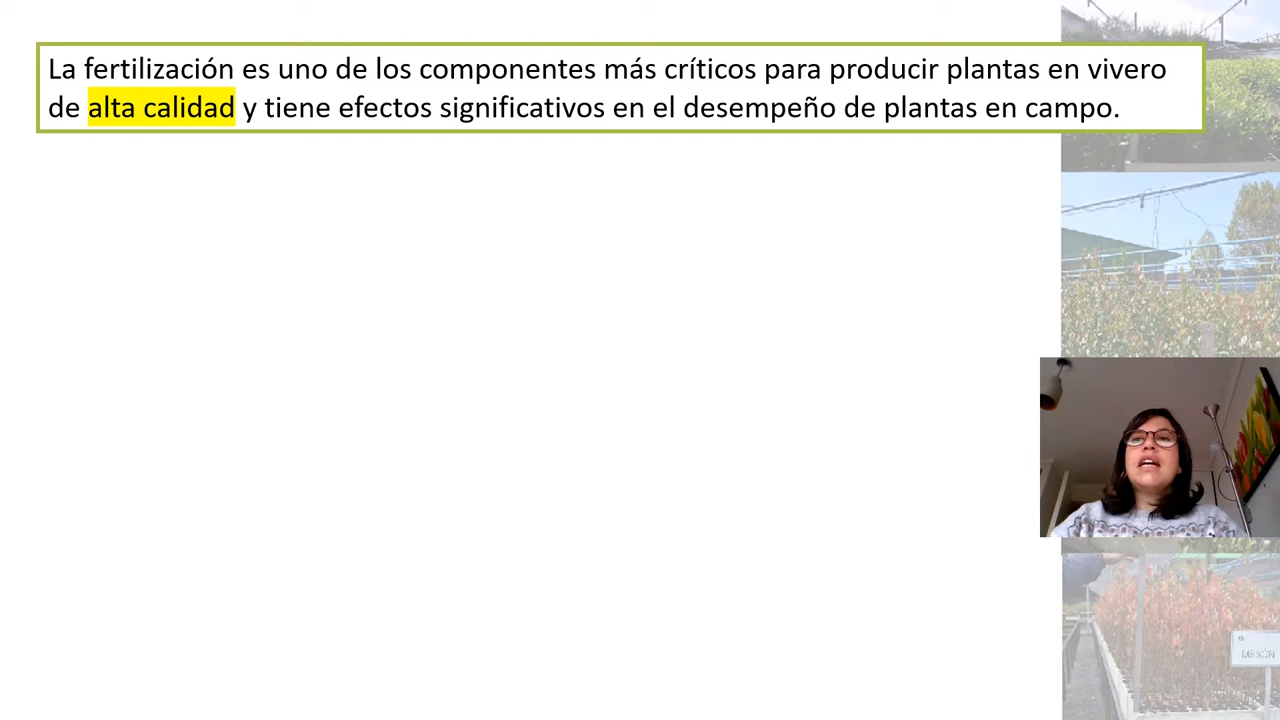 La fertilización es uno de los componentes más críticos para producir plantas en vivero
de alta calidad y tiene efectos significativos en el desempeño de plantas en campo.
MESÓN